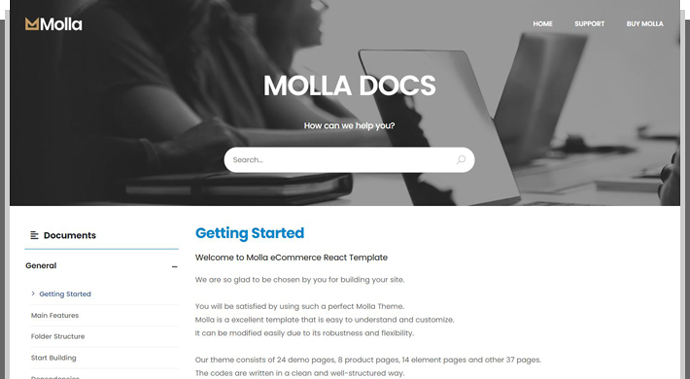 Molla
HOME SUPPORT BUY MOLLA
MOLLA DOCS
How can we help you?
Search...
Documents
General
Getting Started
Main Features
Folder Structure
Start Building
Dependencies
Getting Started
Welcome to Molla eCommerce React Template
We are so glad to be chosen by you for building your site.
You will be satisfied by using such a perfect Molla Theme.
Molla is a excellent template that is easy to understand and customize.
It can be modified easily due to its robustness and flexibility.
Our theme consists of 24 demo pages, 8 product pages, 14 element pages and other 37 pages.
The codes are written in a clean and well-structured way.